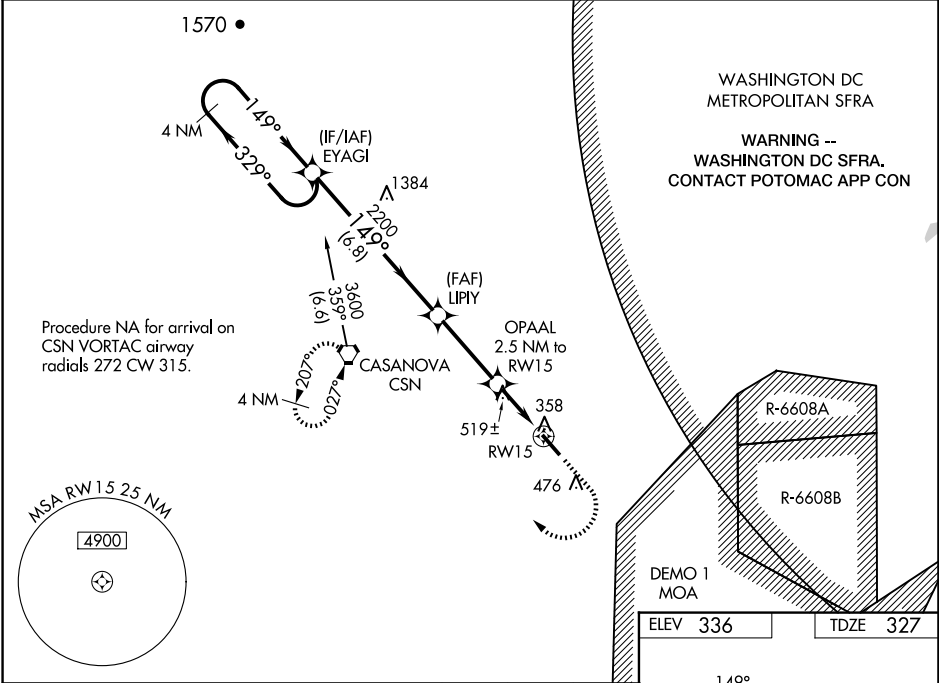 1570
WASHINGTON DC
METROPOLITAN SFRA
WARNING --
WASHINGTON DC SFRA.
CONTACT POTOMAC APP CON
4 NM
149°
329°
(IF/IAF)
EYAGI
1384
2200
149°
(6.8)
(FAF)
LIPIY
3600
359°
(6.6)
Procedure NA for arrival on
CSN VORTAC airway
radials 272 CW 315.
OPAAL
2.5 NM to
RW15
CASANOVA
CSN
207°
027°
4 NM
519±
358
RW15
476
R-6608A
R-6608B
MSA RW15 25 NM
4900
DEMO 1
MOA
ELEV 336
TDZE 327
149°